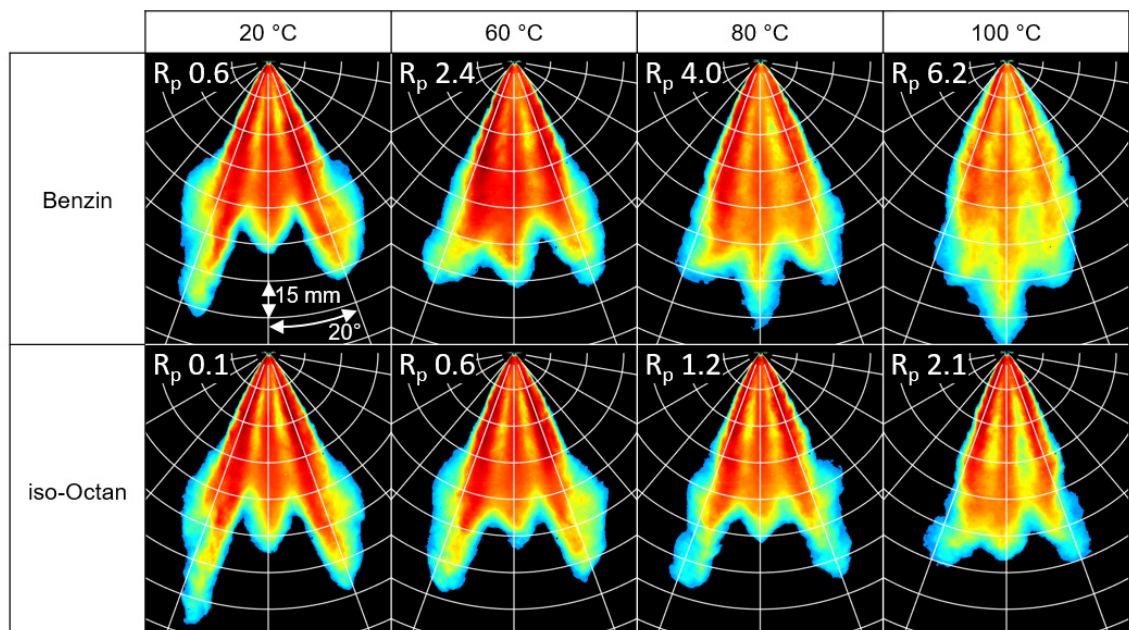 20 °C 60 °C 80 °C 100 °C
Benzin
Rp 0.6 Rp 2.4 Rp 4.0 Rp 6.2
15 mm
20°
iso-Octan
Rp 0.1 Rp 0.6 Rp 1.2 Rp 2.1